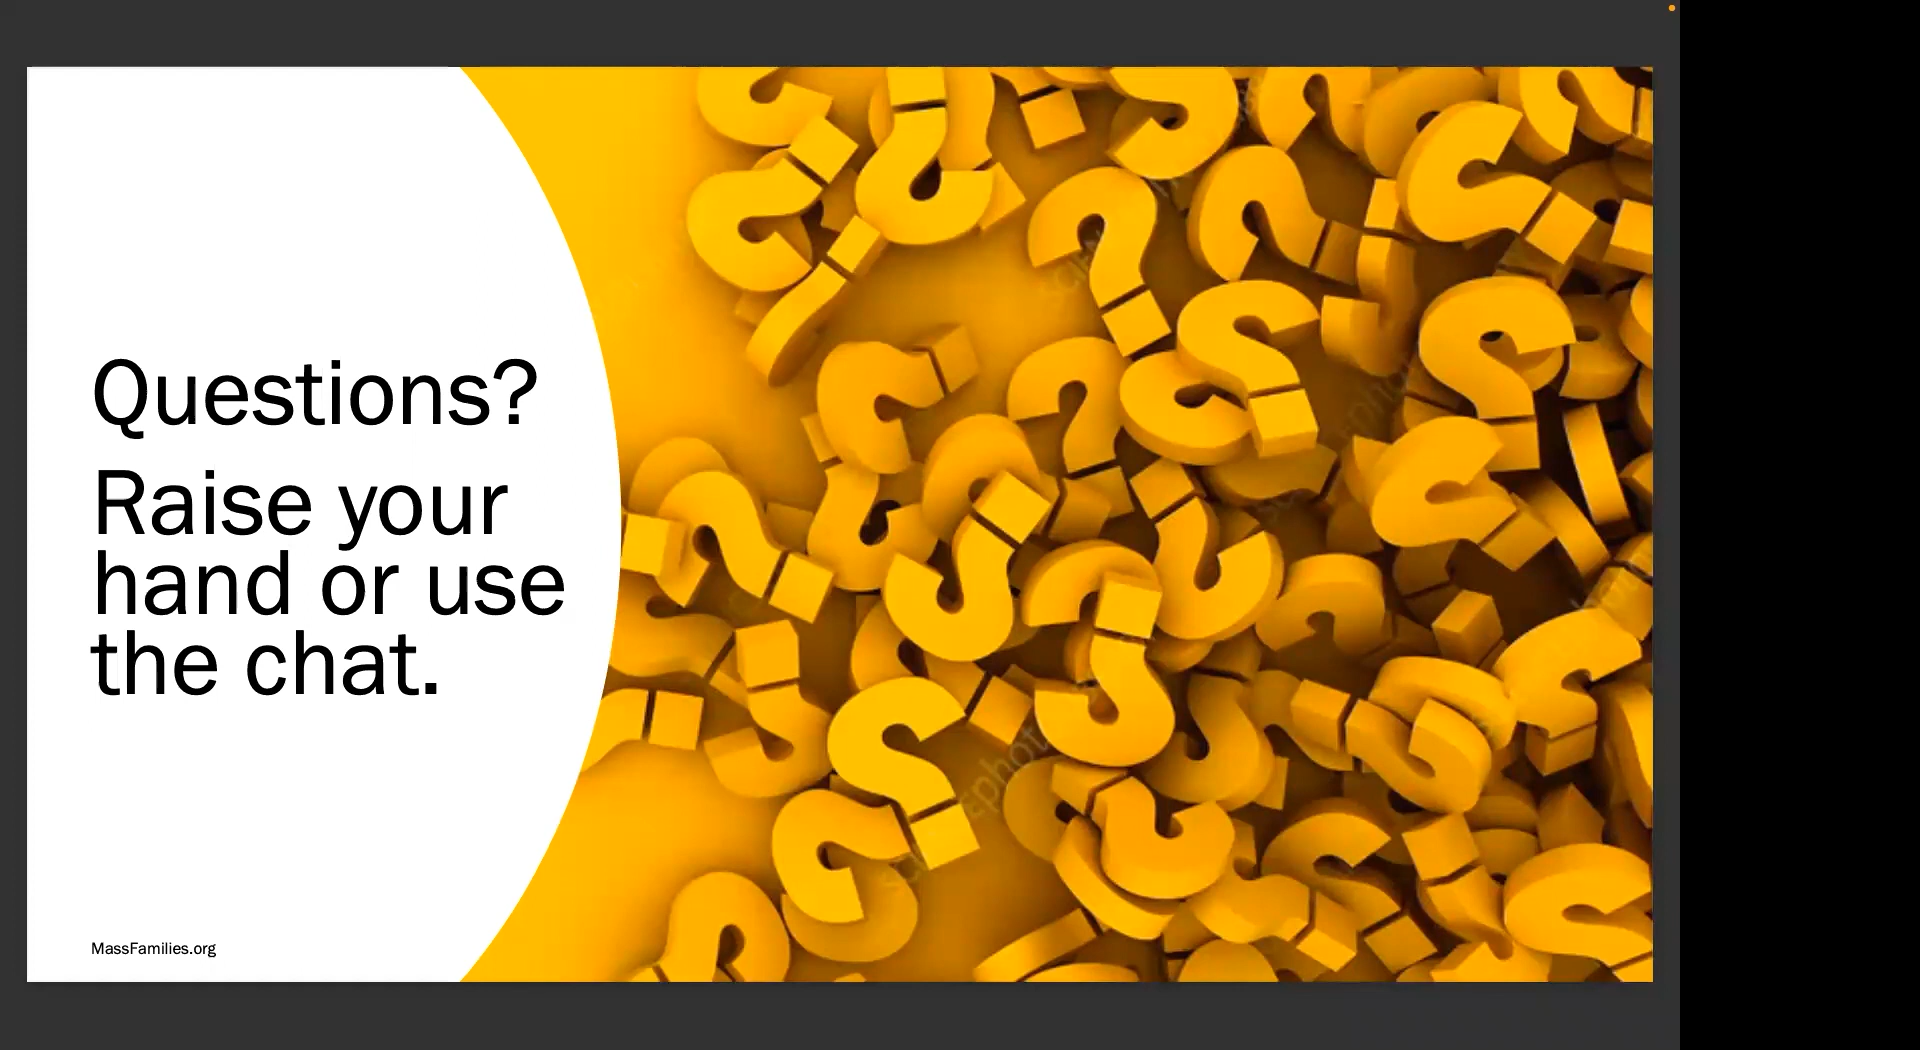 Questions?
Raise your
hand or use
the chat.
MassFamilies.org